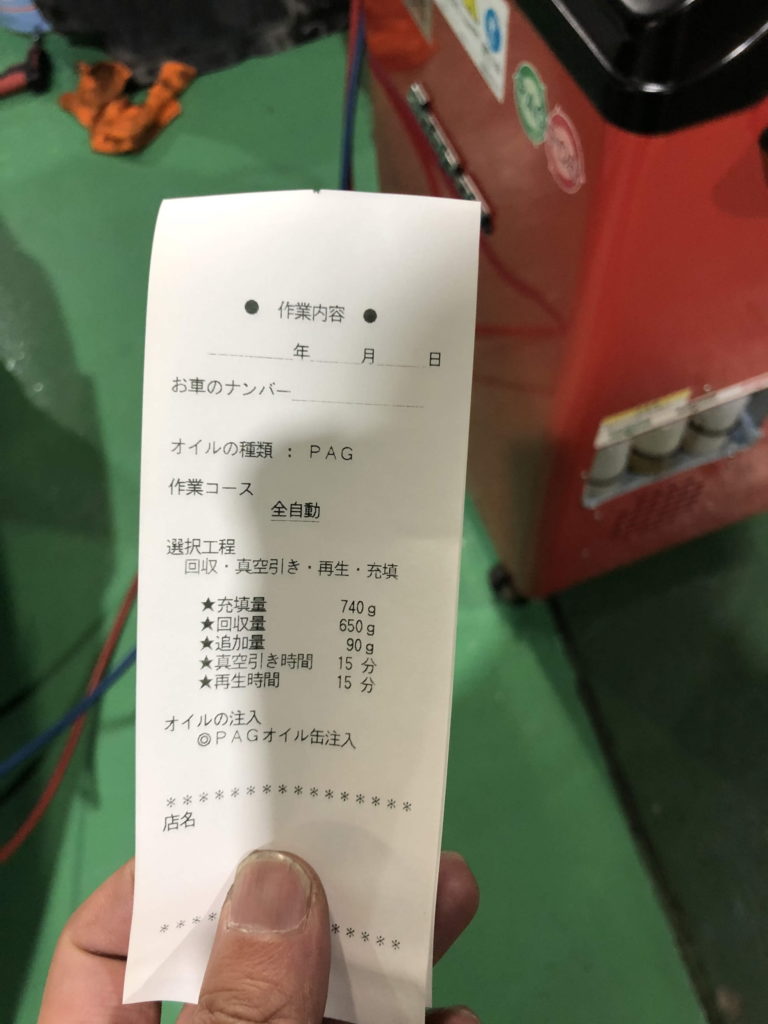 ● 作業内容 ●
年 月 日
お車のナンバー
オイルの種類 : PAG
作業コース
全自動
選択工程
回収・真空引き・再生・充填
★充填量 740g
★回収量 650g
★追加量 90g
★真空引き時間 15 分
★再生時間 15 分
オイルの注入
◎PAGオイル缶注入
****************
店名